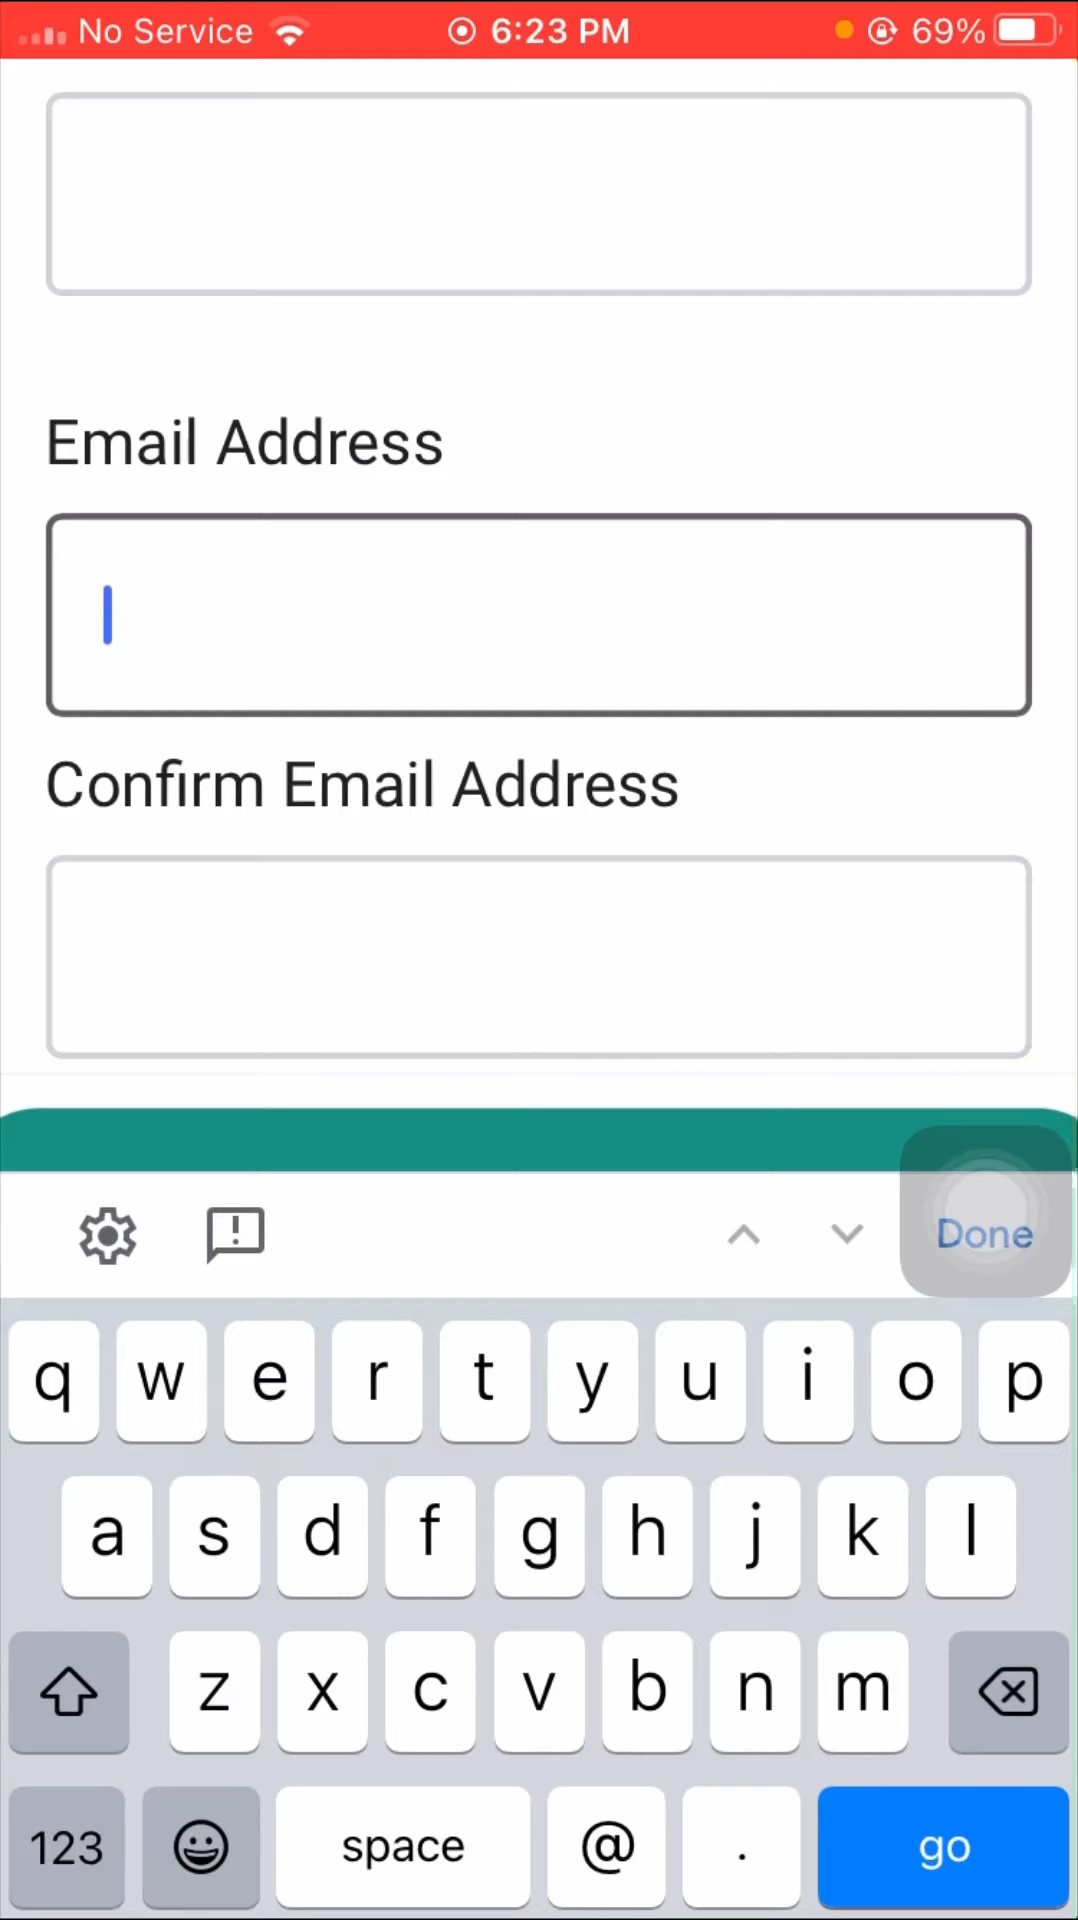 No Service 6:23 PM 69%
Email Address
Confirm Email Address
Done
q w e r t y u i o p
a s d f g h j k l
z x c v b n m
123 space @ . go